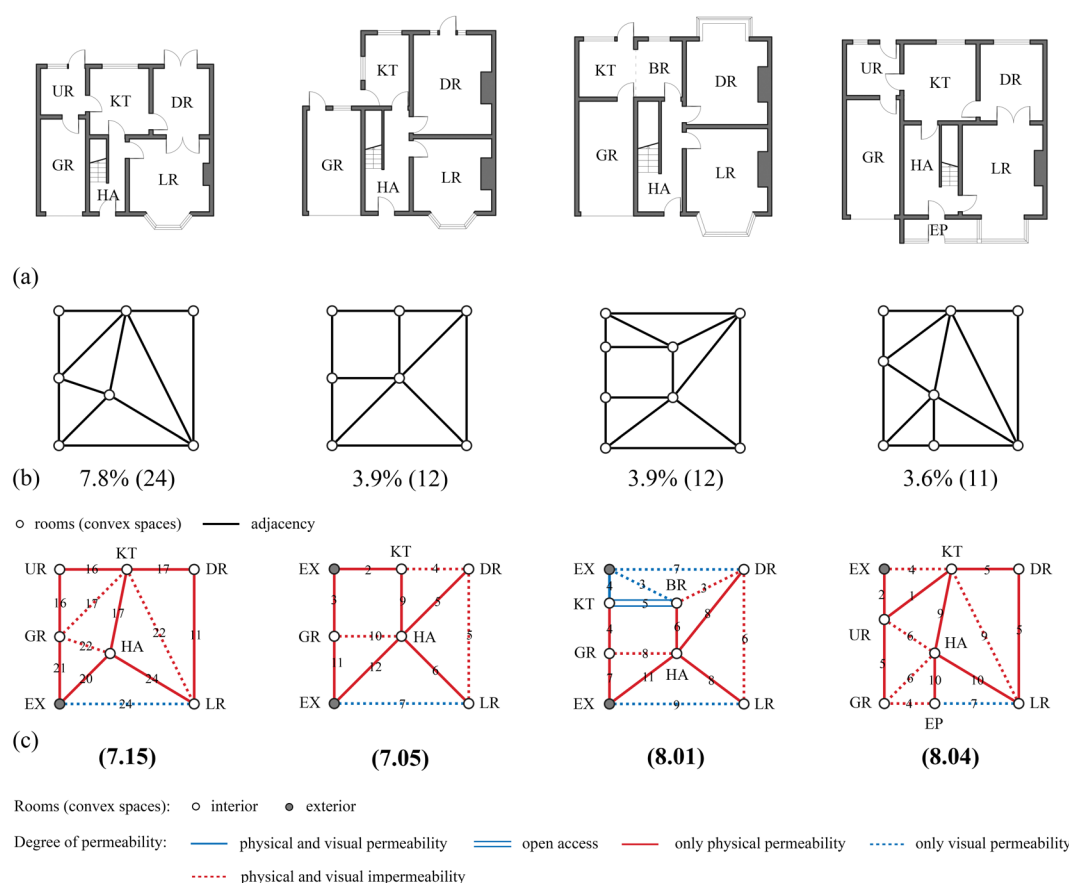 UR KT DR GR HA LR
KT DR GR HA LR
KT BR DR GR HA LR
UR KT DR GR HA LR EP
(a)
(b) 7.8% (24) 3.9% (12) 3.9% (12) 3.6% (11)
rooms (convex spaces) adjacency
UR 16 KT 17 DR
16 17 17 22 11
GR 22 HA
21 20 24
EX 24 LR
EX 2 KT 4 DR
3 9 5 5
GR 10 HA
11 12 6
EX 7 LR
EX 7 DR
4 3 BR 3
KT 5 8
4 6 6
GR 8 HA
7 11 8
EX 9 LR
EX 4 KT 5 DR
2 1 9 9 5
UR 6 HA
5 6 10 10
GR 4 EP 7 LR
(c) (7.15) (7.05) (8.01) (8.04)
Rooms (convex spaces): interior exterior
Degree of permeability: physical and visual permeability open access only physical permeability only visual permeability
physical and visual impermeability